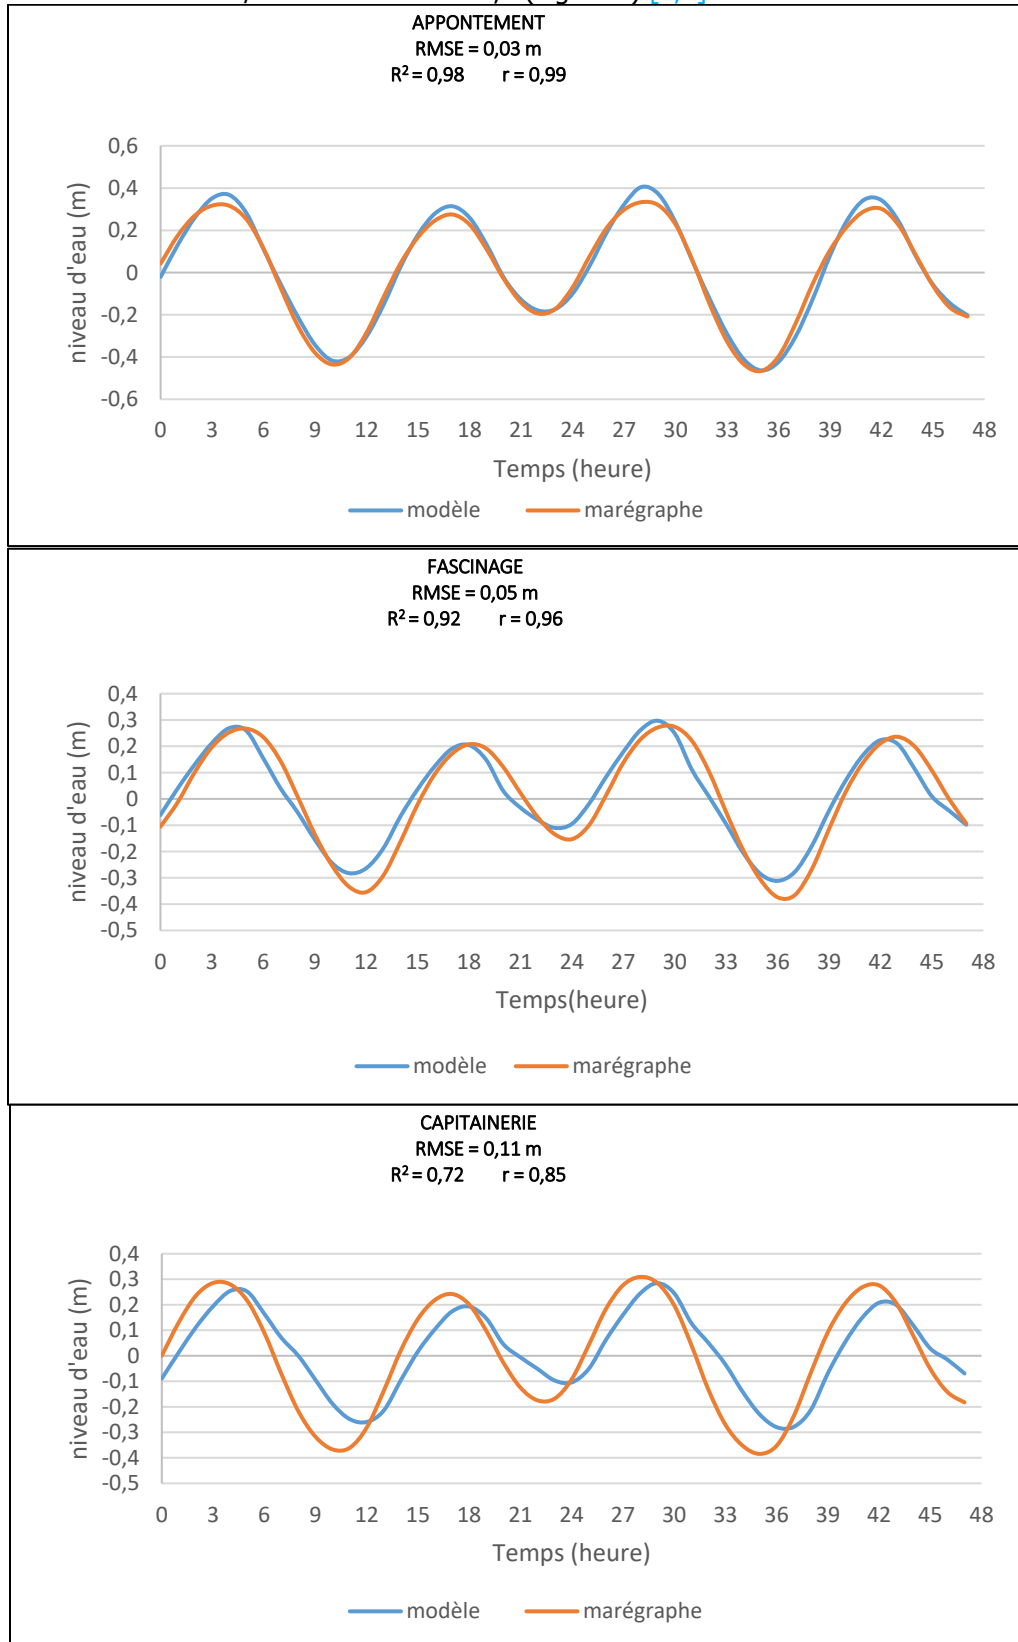 APPONTEMENT
RMSE = 0,03 m
R² = 0,98 r = 0,99
0,6
0,4
0,2
0
-0,2
-0,4
-0,6
niveau d'eau (m)
0 3 6 9 12 15 18 21 24 27 30 33 36 39 42 45 48
Temps (heure)
modèle marégraphe
FASCINAGE
RMSE = 0,05 m
R² = 0,92 r = 0,96
0,4
0,3
0,2
0,1
0
-0,1
-0,2
-0,3
-0,4
-0,5
niveau d'eau (m)
0 3 6 9 12 15 18 21 24 27 30 33 36 39 42 45 48
Temps(heure)
modèle marégraphe
CAPITAINERIE
RMSE = 0,11 m
R² = 0,72 r = 0,85
0,4
0,3
0,2
0,1
0
-0,1
-0,2
-0,3
-0,4
-0,5
niveau d'eau (m)
0 3 6 9 12 15 18 21 24 27 30 33 36 39 42 45 48
Temps (heure)
modèle marégraphe